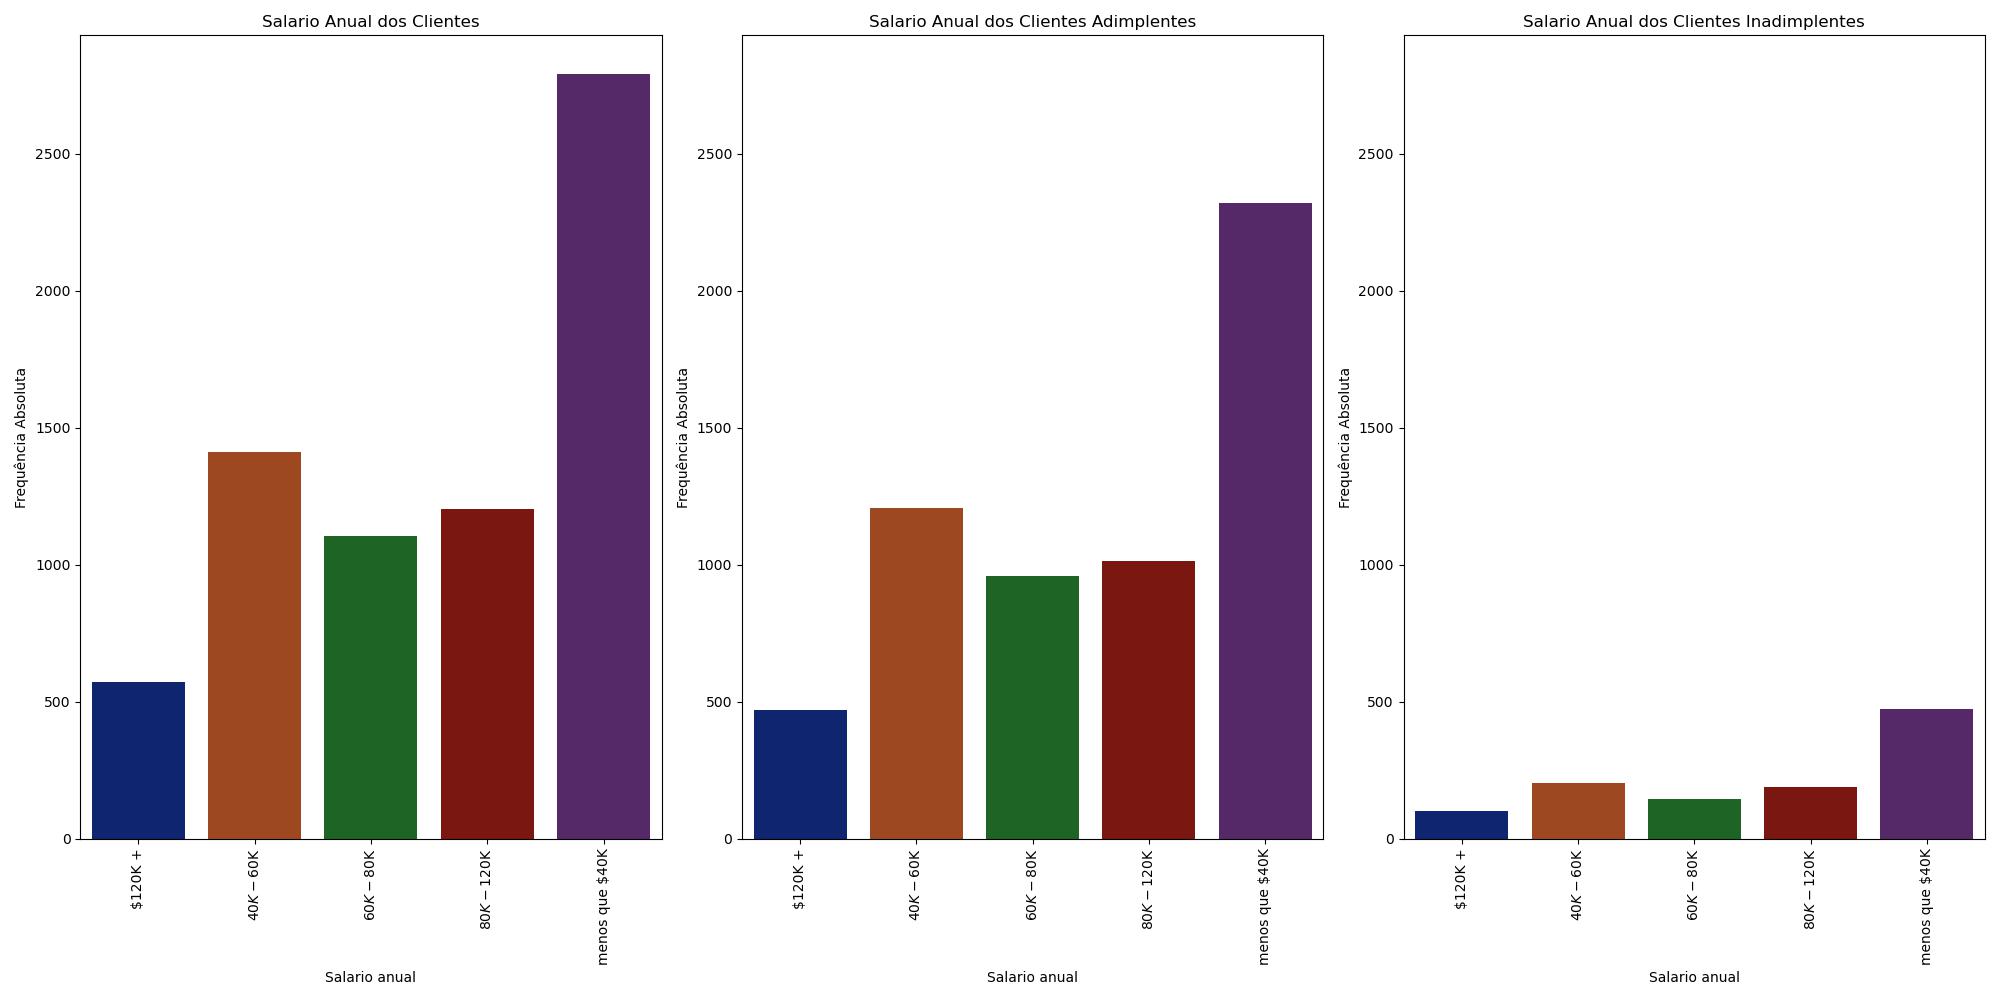 Salario Anual dos Clientes
Frequência Absoluta
2500
2000
1500
1000
500
0
$120K +
40K − 60K
60K − 80K
80K − 120K
menos que $40K
Salario anual
Salario Anual dos Clientes Adimplentes
Frequência Absoluta
2500
2000
1500
1000
500
0
$120K +
40K − 60K
60K − 80K
80K − 120K
menos que $40K
Salario anual
Salario Anual dos Clientes Inadimplentes
Frequência Absoluta
2500
2000
1500
1000
500
0
$120K +
40K − 60K
60K − 80K
80K − 120K
menos que $40K
Salario anual